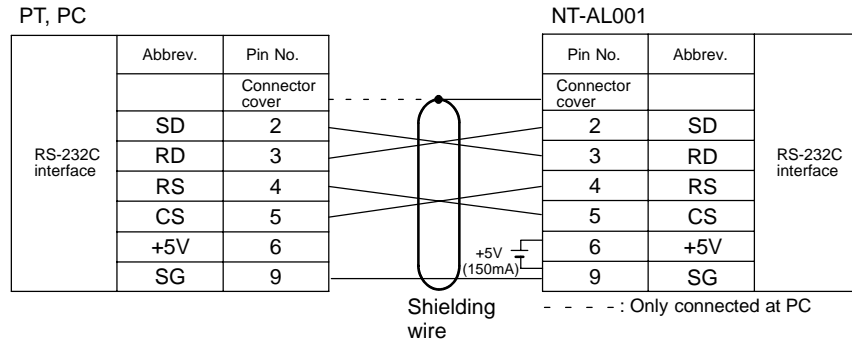 PT, PC
NT-AL001
Abbrev. Pin No.
Pin No. Abbrev.
Connector
cover
Connector
cover
RS-232C
interface
SD 2
RD 3
RS 4
CS 5
+5V 6
SG 9
2 SD
3 RD
4 RS
5 CS
6 +5V
9 SG
RS-232C
interface
+5V
(150mA)
Shielding
wire
- - - - : Only connected at PC